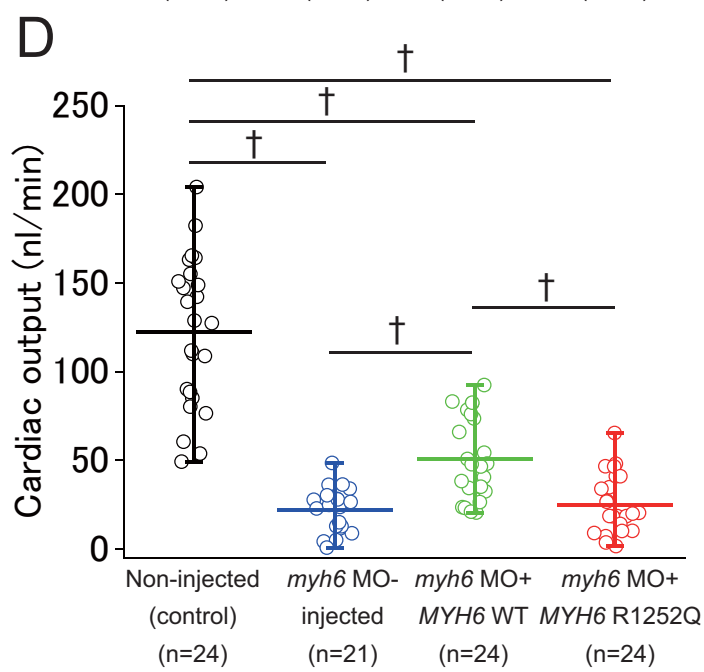 D
†
†
†
†
†
Cardiac output (nl/min)
250
200
150
100
50
0
Non-injected
(control)
(n=24)
myh6 MO-
injected
(n=21)
myh6 MO+
MYH6 WT
(n=24)
myh6 MO+
MYH6 R1252Q
(n=24)